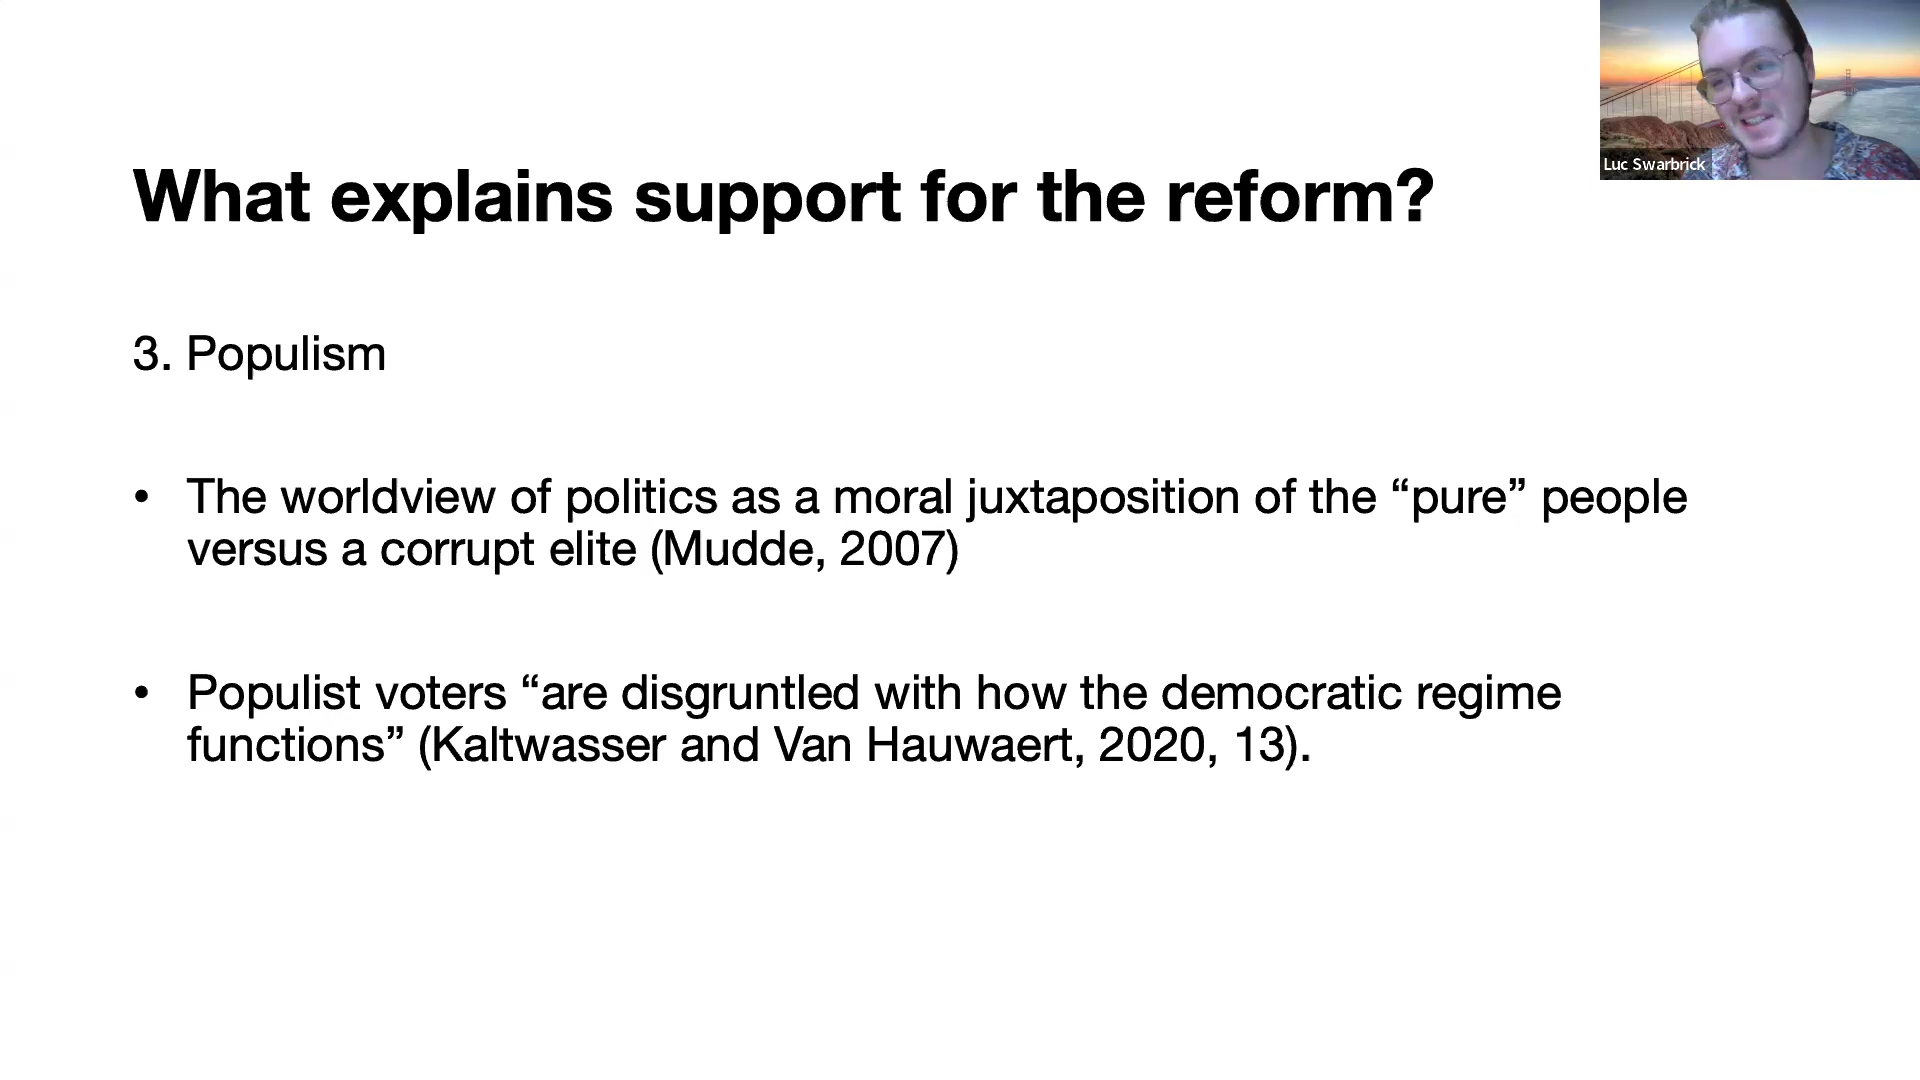 Luc Swarbrick
What explains support for the reform?
3. Populism
• The worldview of politics as a moral juxtaposition of the “pure” people
versus a corrupt elite (Mudde, 2007)
• Populist voters “are disgruntled with how the democratic regime
functions” (Kaltwasser and Van Hauwaert, 2020, 13).